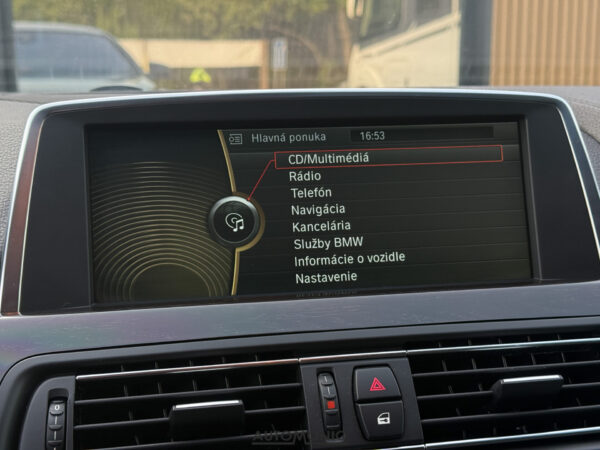 Hlavná ponuka 16:53
CD/Multimédiá
Rádio
Telefón
Navigácia
Kancelária
Služby BMW
Informácie o vozidle
Nastavenie